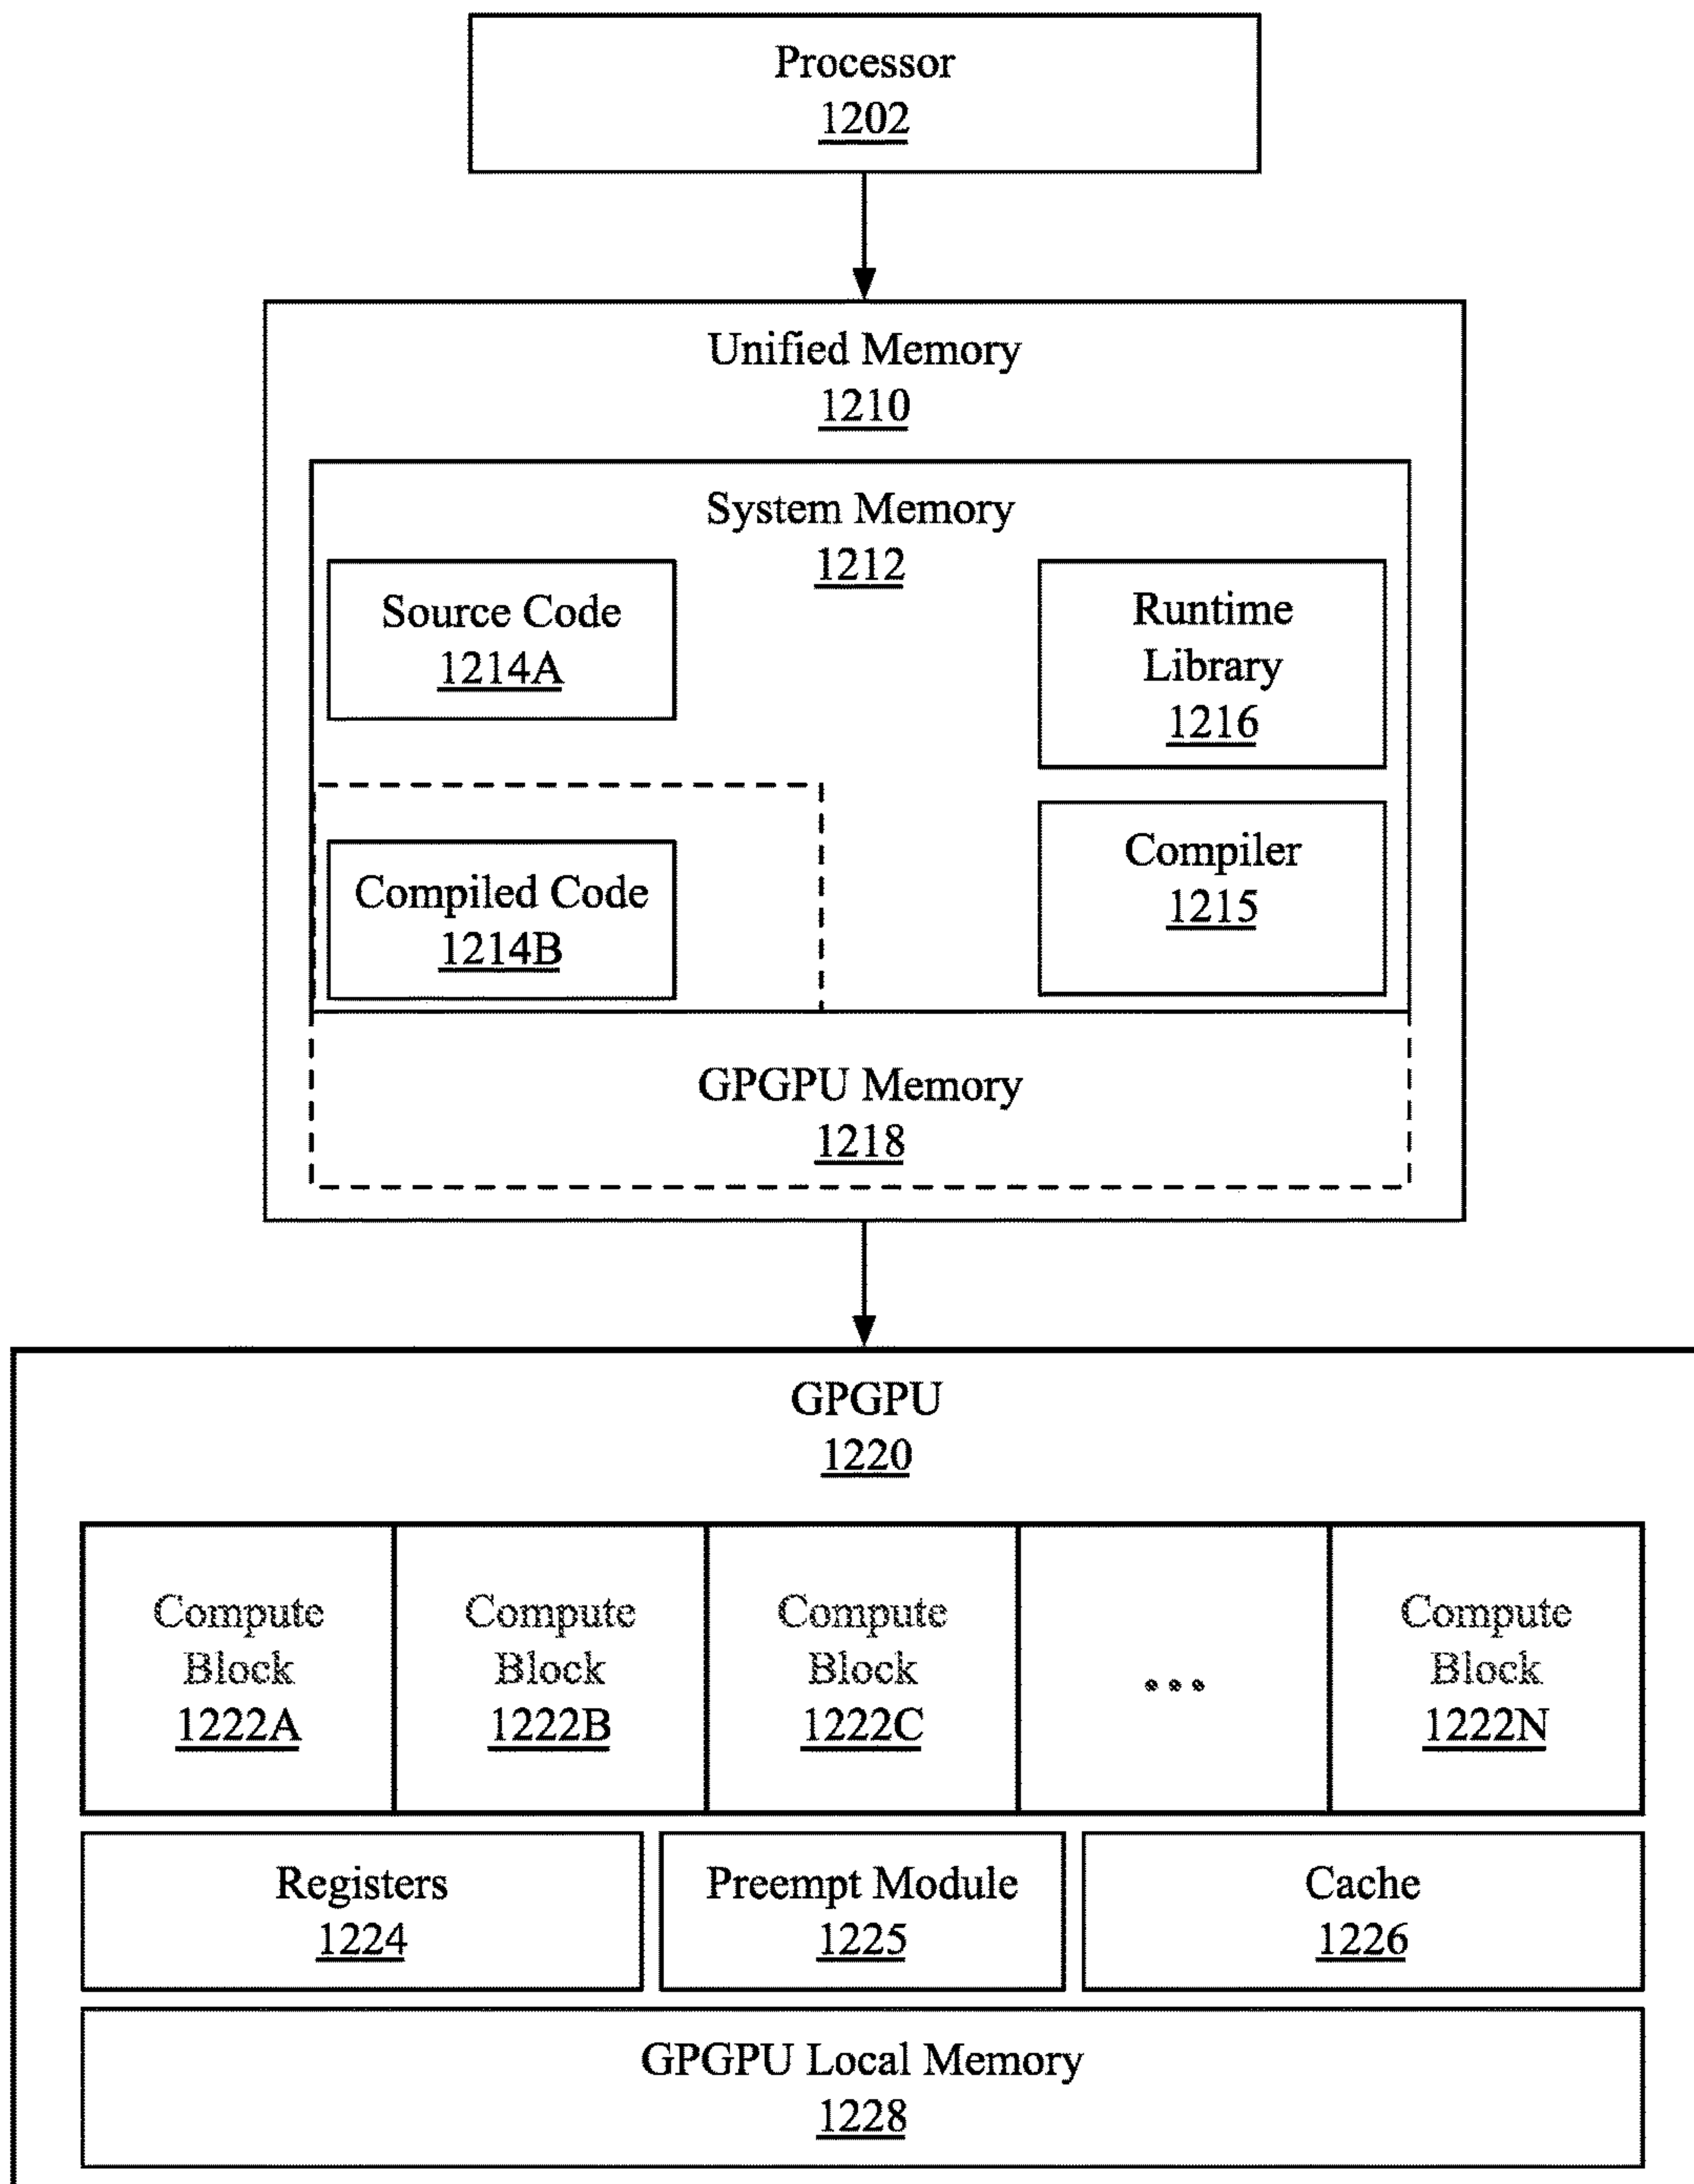 Processor
1202
Unified Memory
1210
System Memory
1212
Source Code
1214A
Runtime
Library
1216
Compiled Code
1214B
Compiler
1215
GPGPU Memory
1218
GPGPU
1220
Compute
Block
1222A
Compute
Block
1222B
Compute
Block
1222C
...
Compute
Block
1222N
Registers
1224
Preempt Module
1225
Cache
1226
GPGPU Local Memory
1228